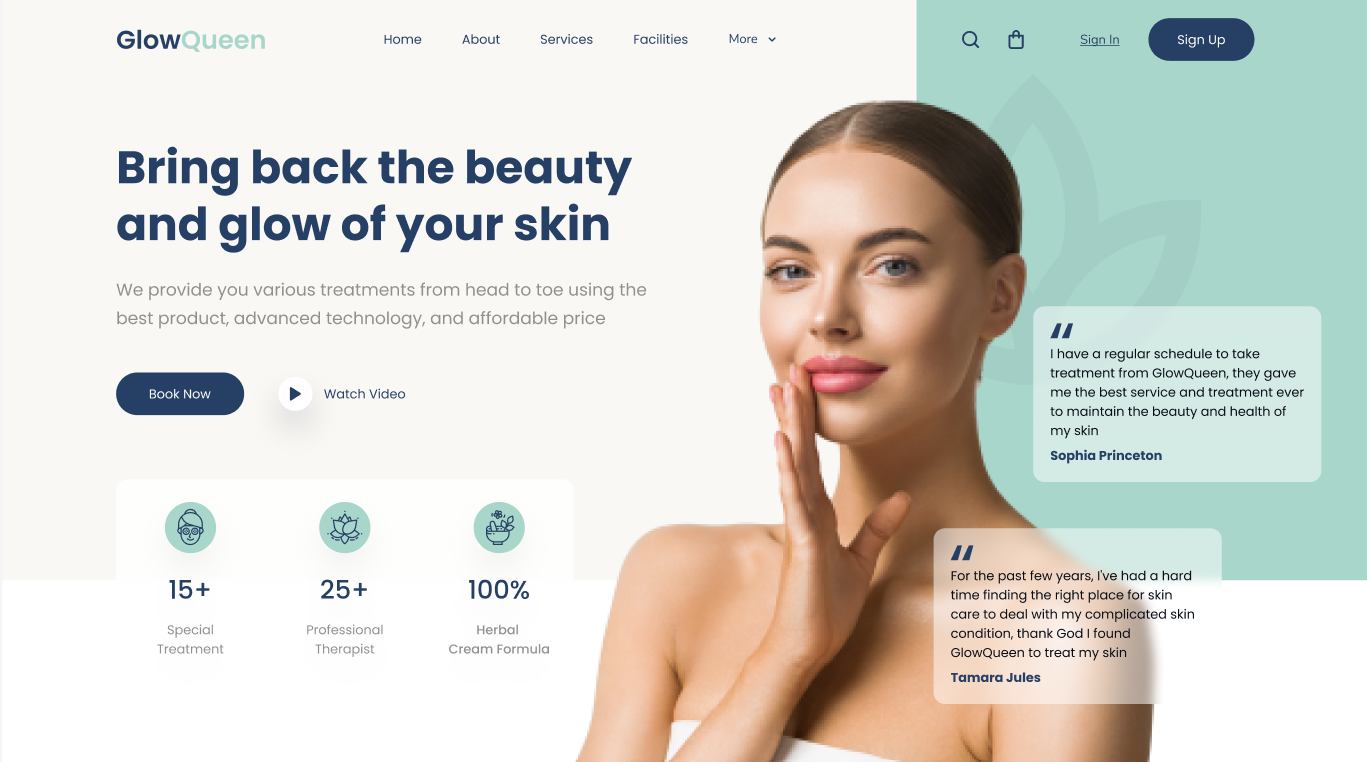 GlowQueen
Home
About
Services
Facilities
More
Sign In
Sign Up
Bring back the beauty
and glow of your skin
We provide you various treatments from head to toe using the
best product, advanced technology, and affordable price
Book Now
Watch Video
15+
Special
Treatment
25+
Professional
Therapist
100%
Herbal
Cream Formula
I have a regular schedule to take
treatment from GlowQueen, they gave
me the best service and treatment ever
to maintain the beauty and health of
my skin
Sophia Princeton
For the past few years, I've had a hard
time finding the right place for skin
care to deal with my complicated skin
condition, thank God I found
GlowQueen to treat my skin
Tamara Jules